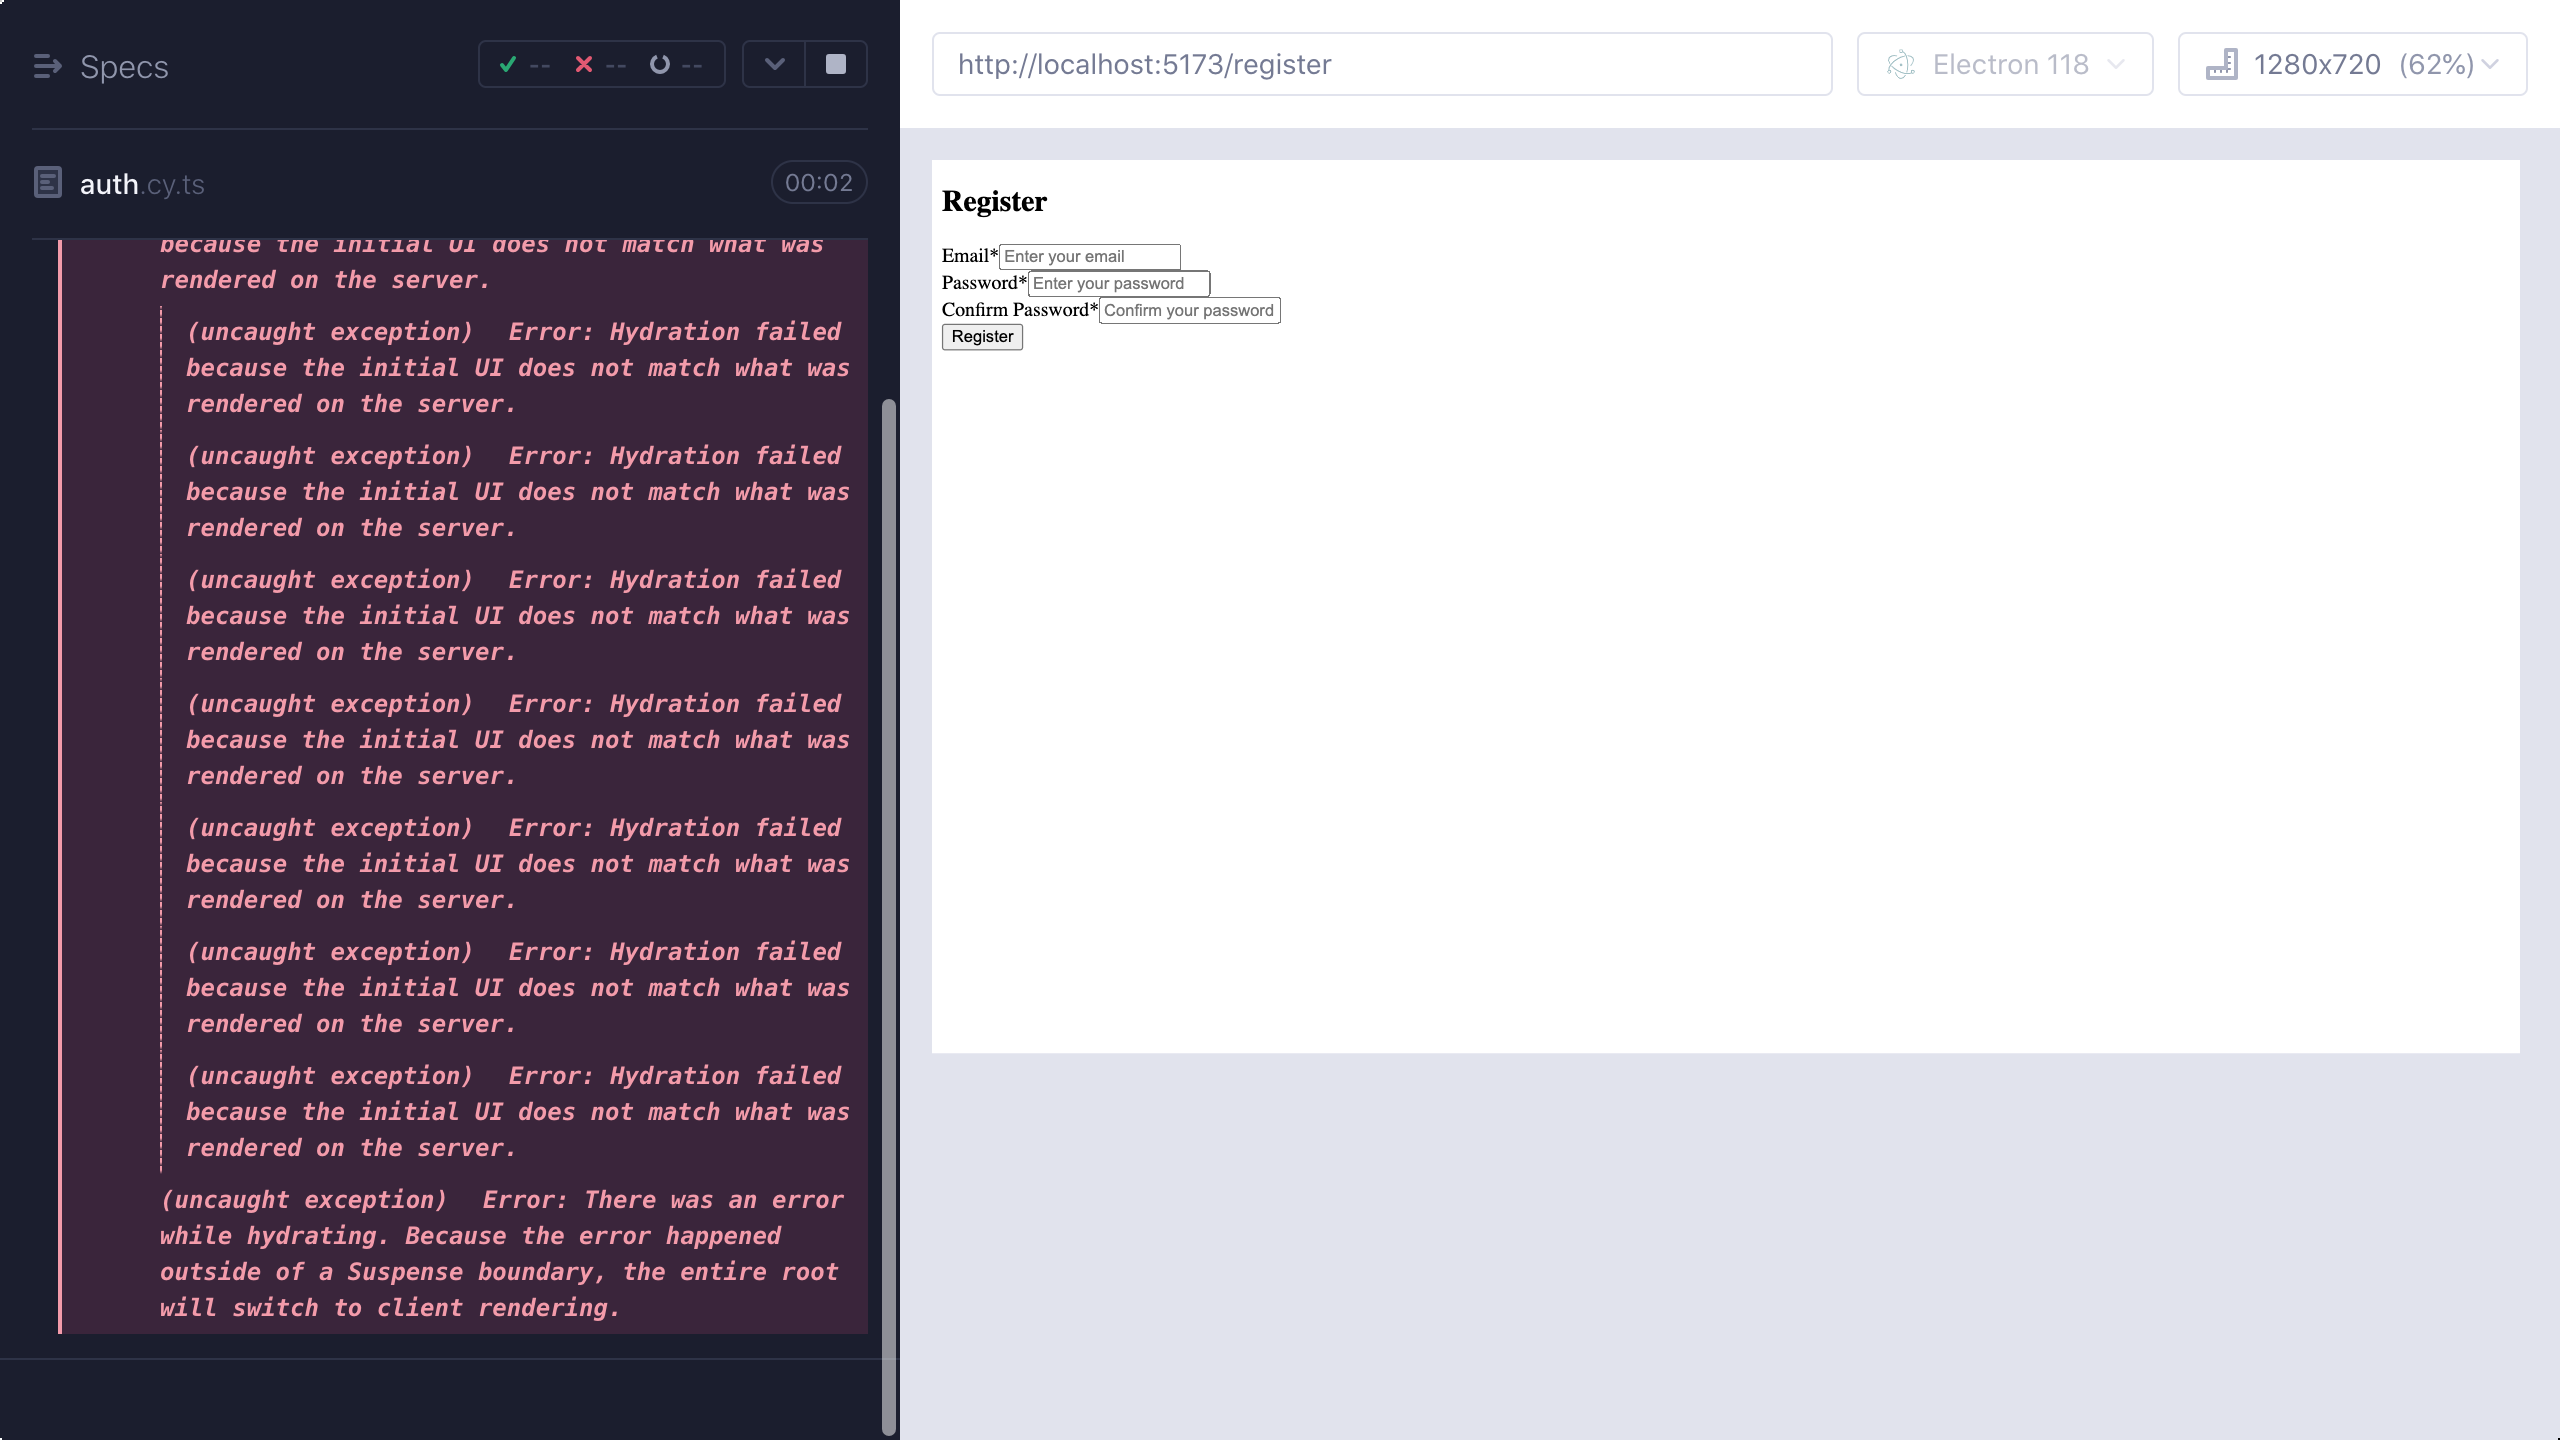 Specs
--
--
--
auth.cy.ts
00:02
because the initial UI does not match what was
rendered on the server.
(uncaught exception) Error: Hydration failed
because the initial UI does not match what was
rendered on the server.
(uncaught exception) Error: Hydration failed
because the initial UI does not match what was
rendered on the server.
(uncaught exception) Error: Hydration failed
because the initial UI does not match what was
rendered on the server.
(uncaught exception) Error: Hydration failed
because the initial UI does not match what was
rendered on the server.
(uncaught exception) Error: Hydration failed
because the initial UI does not match what was
rendered on the server.
(uncaught exception) Error: Hydration failed
because the initial UI does not match what was
rendered on the server.
(uncaught exception) Error: Hydration failed
because the initial UI does not match what was
rendered on the server.
(uncaught exception) Error: There was an error
while hydrating. Because the error happened
outside of a Suspense boundary, the entire root
will switch to client rendering.
http://localhost:5173/register
Electron 118
1280x720 (62%)
Register
Email* Enter your email
Password* Enter your password
Confirm Password* Confirm your password
Register